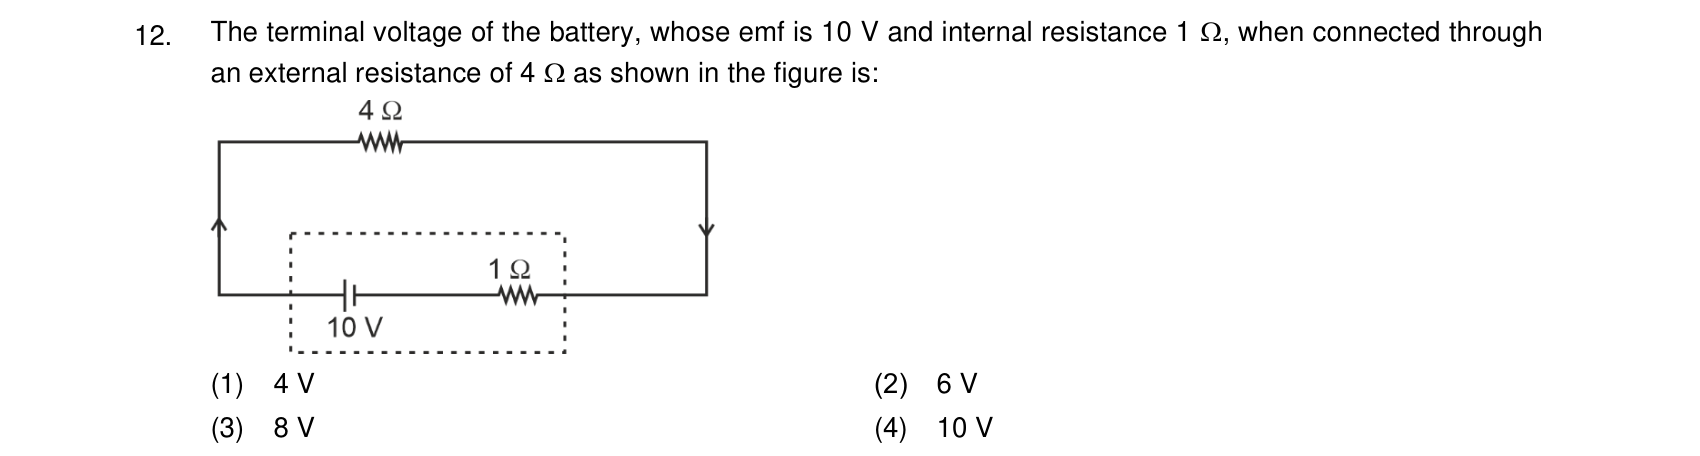 12. The terminal voltage of the battery, whose emf is 10 V and internal resistance 1 Ω, when connected through
an external resistance of 4 Ω as shown in the figure is:
4 Ω
1 Ω
10 V
(1) 4 V (2) 6 V
(3) 8 V (4) 10 V